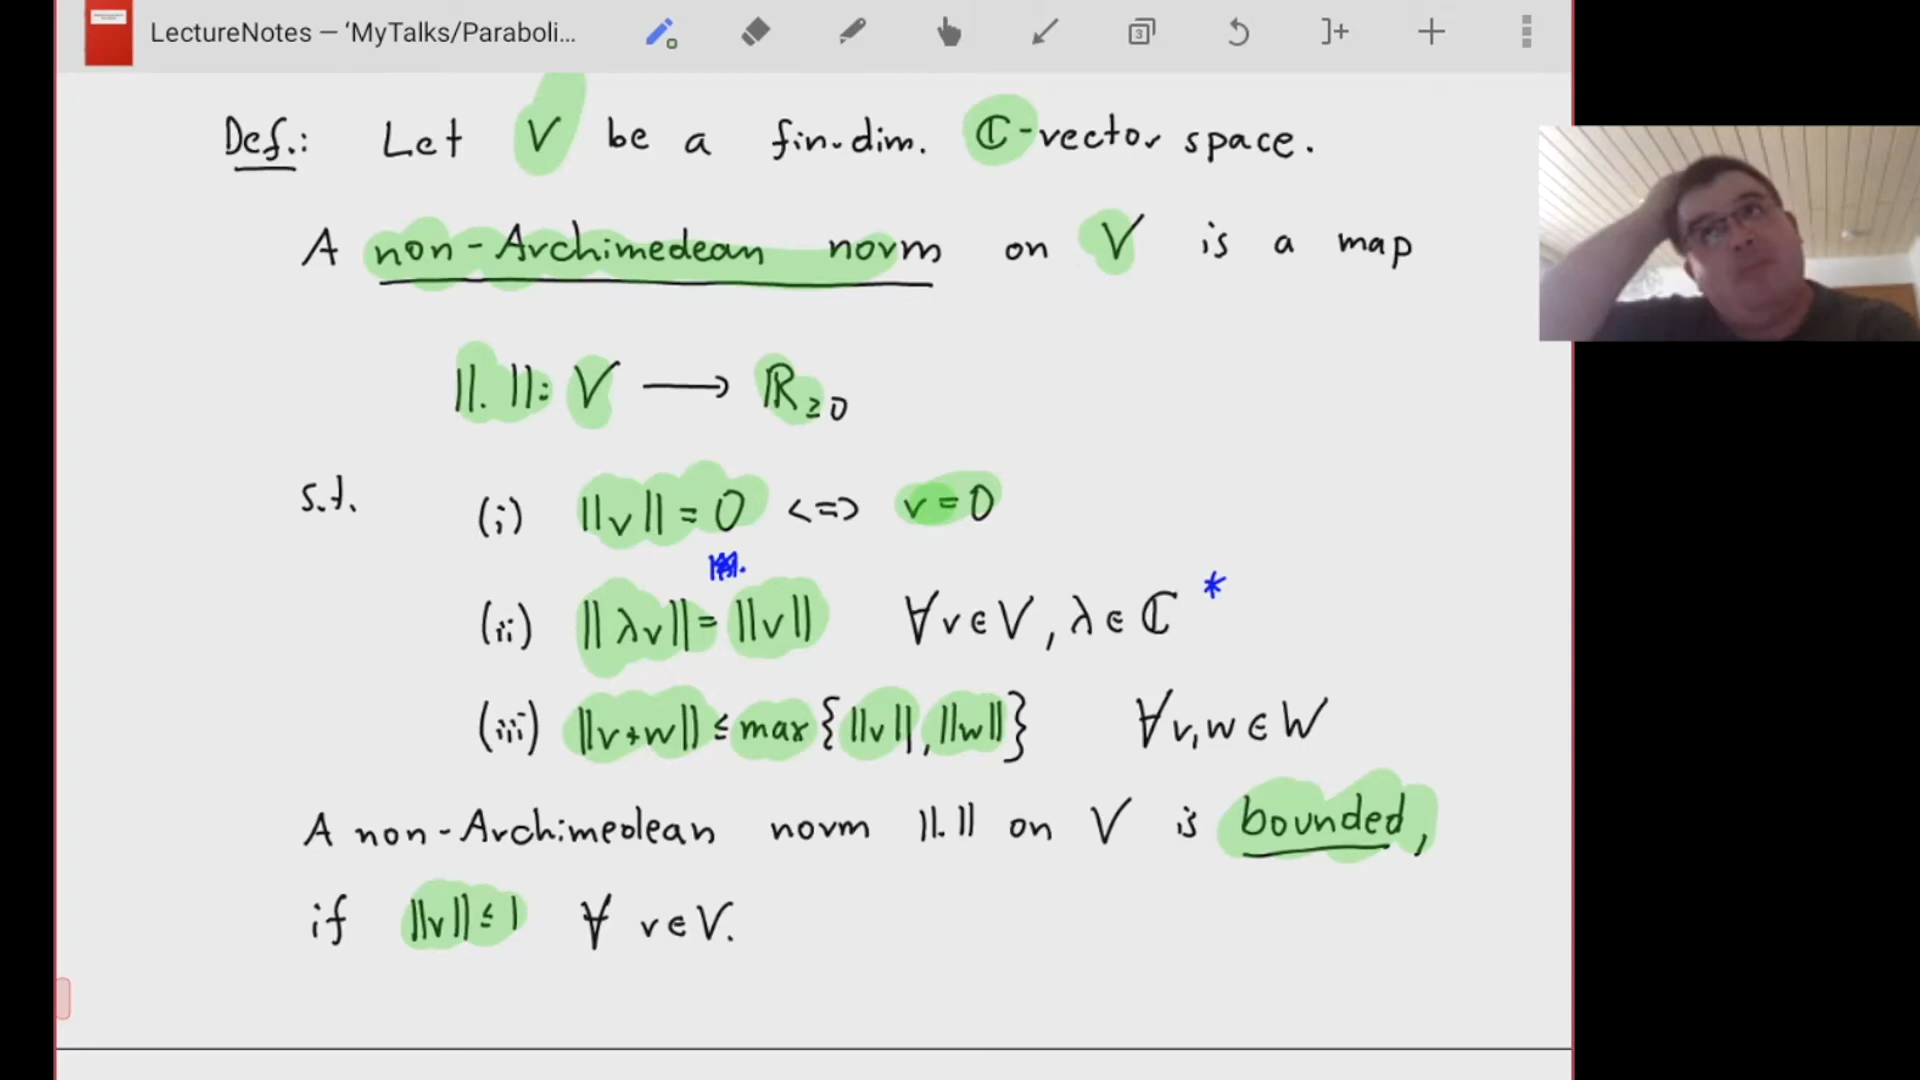 LectureNotes — ‘MyTalks/Paraboli...
3
Def.: Let V be a fin. dim. ℂ-vector space.
A non-Archimedean norm on V is a map
||.||: V ⟶ ℝ≥0
s.t. (i) ||v|| = 0 <=> v = 0
(ii) ||λv|| = ||v|| ∀ v ∈ V, λ ∈ ℂ*
(iii) ||v+w|| ≤ max{||v||, ||w||} ∀ v, w ∈ W
A non-Archimedean norm ||.|| on V is bounded,
if ||v|| ≤ 1 ∀ v ∈ V.